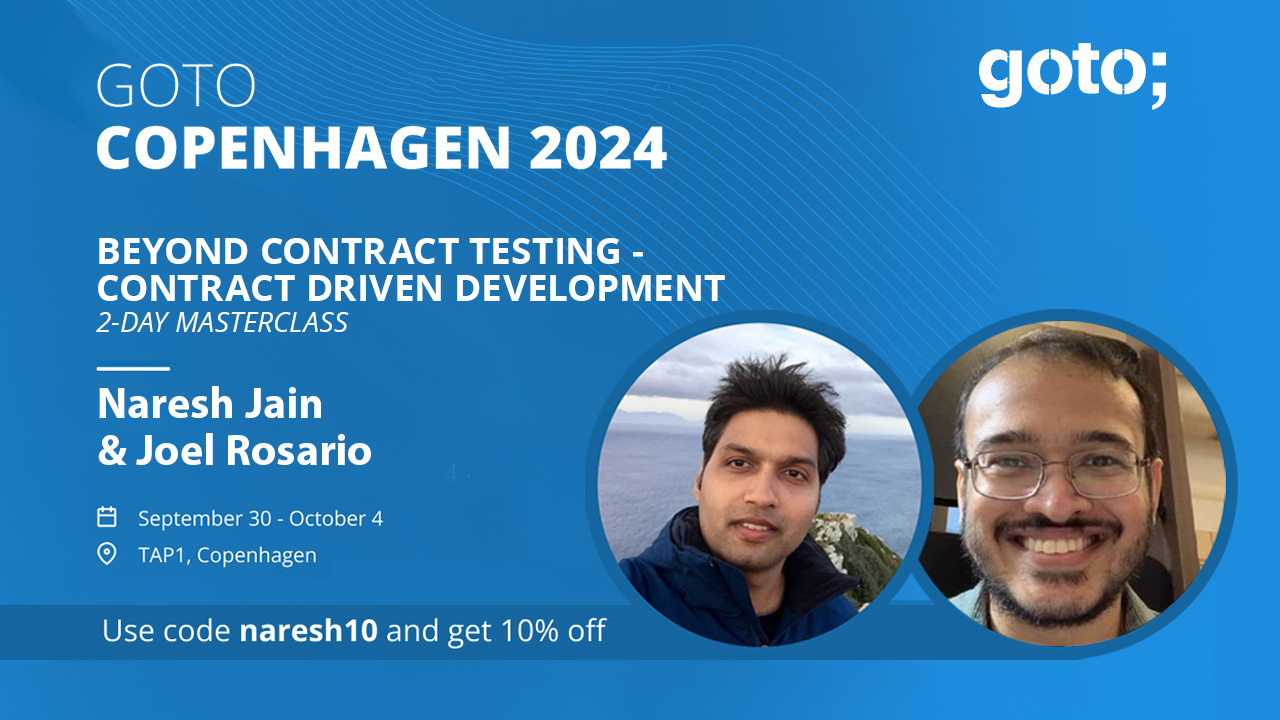 GOTO
COPENHAGEN 2024
goto;
BEYOND CONTRACT TESTING -
CONTRACT DRIVEN DEVELOPMENT
2-DAY MASTERCLASS
Naresh Jain
& Joel Rosario
September 30 - October 4
TAP1, Copenhagen
Use code naresh10 and get 10% off